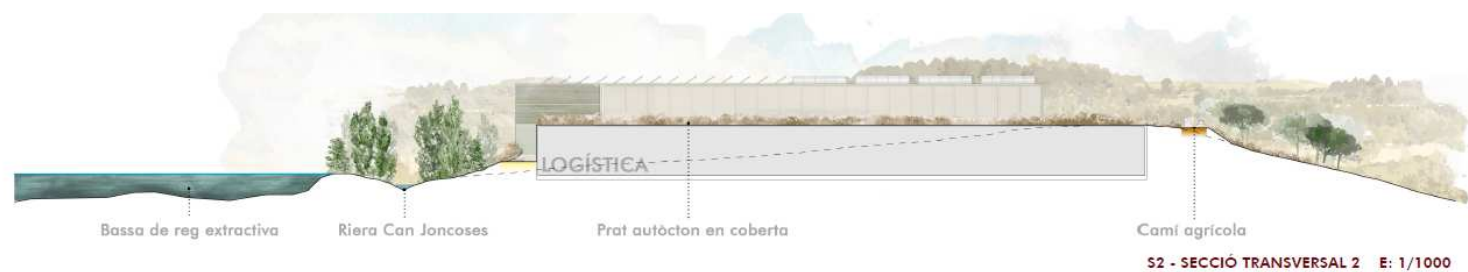 LOGÍSTICA
Bassa de reg extractiva
Riera Can Joncoses
Prat autòcton en coberta
Camí agrícola
S2 - SECCIÓ TRANSVERSAL 2 E: 1/1000